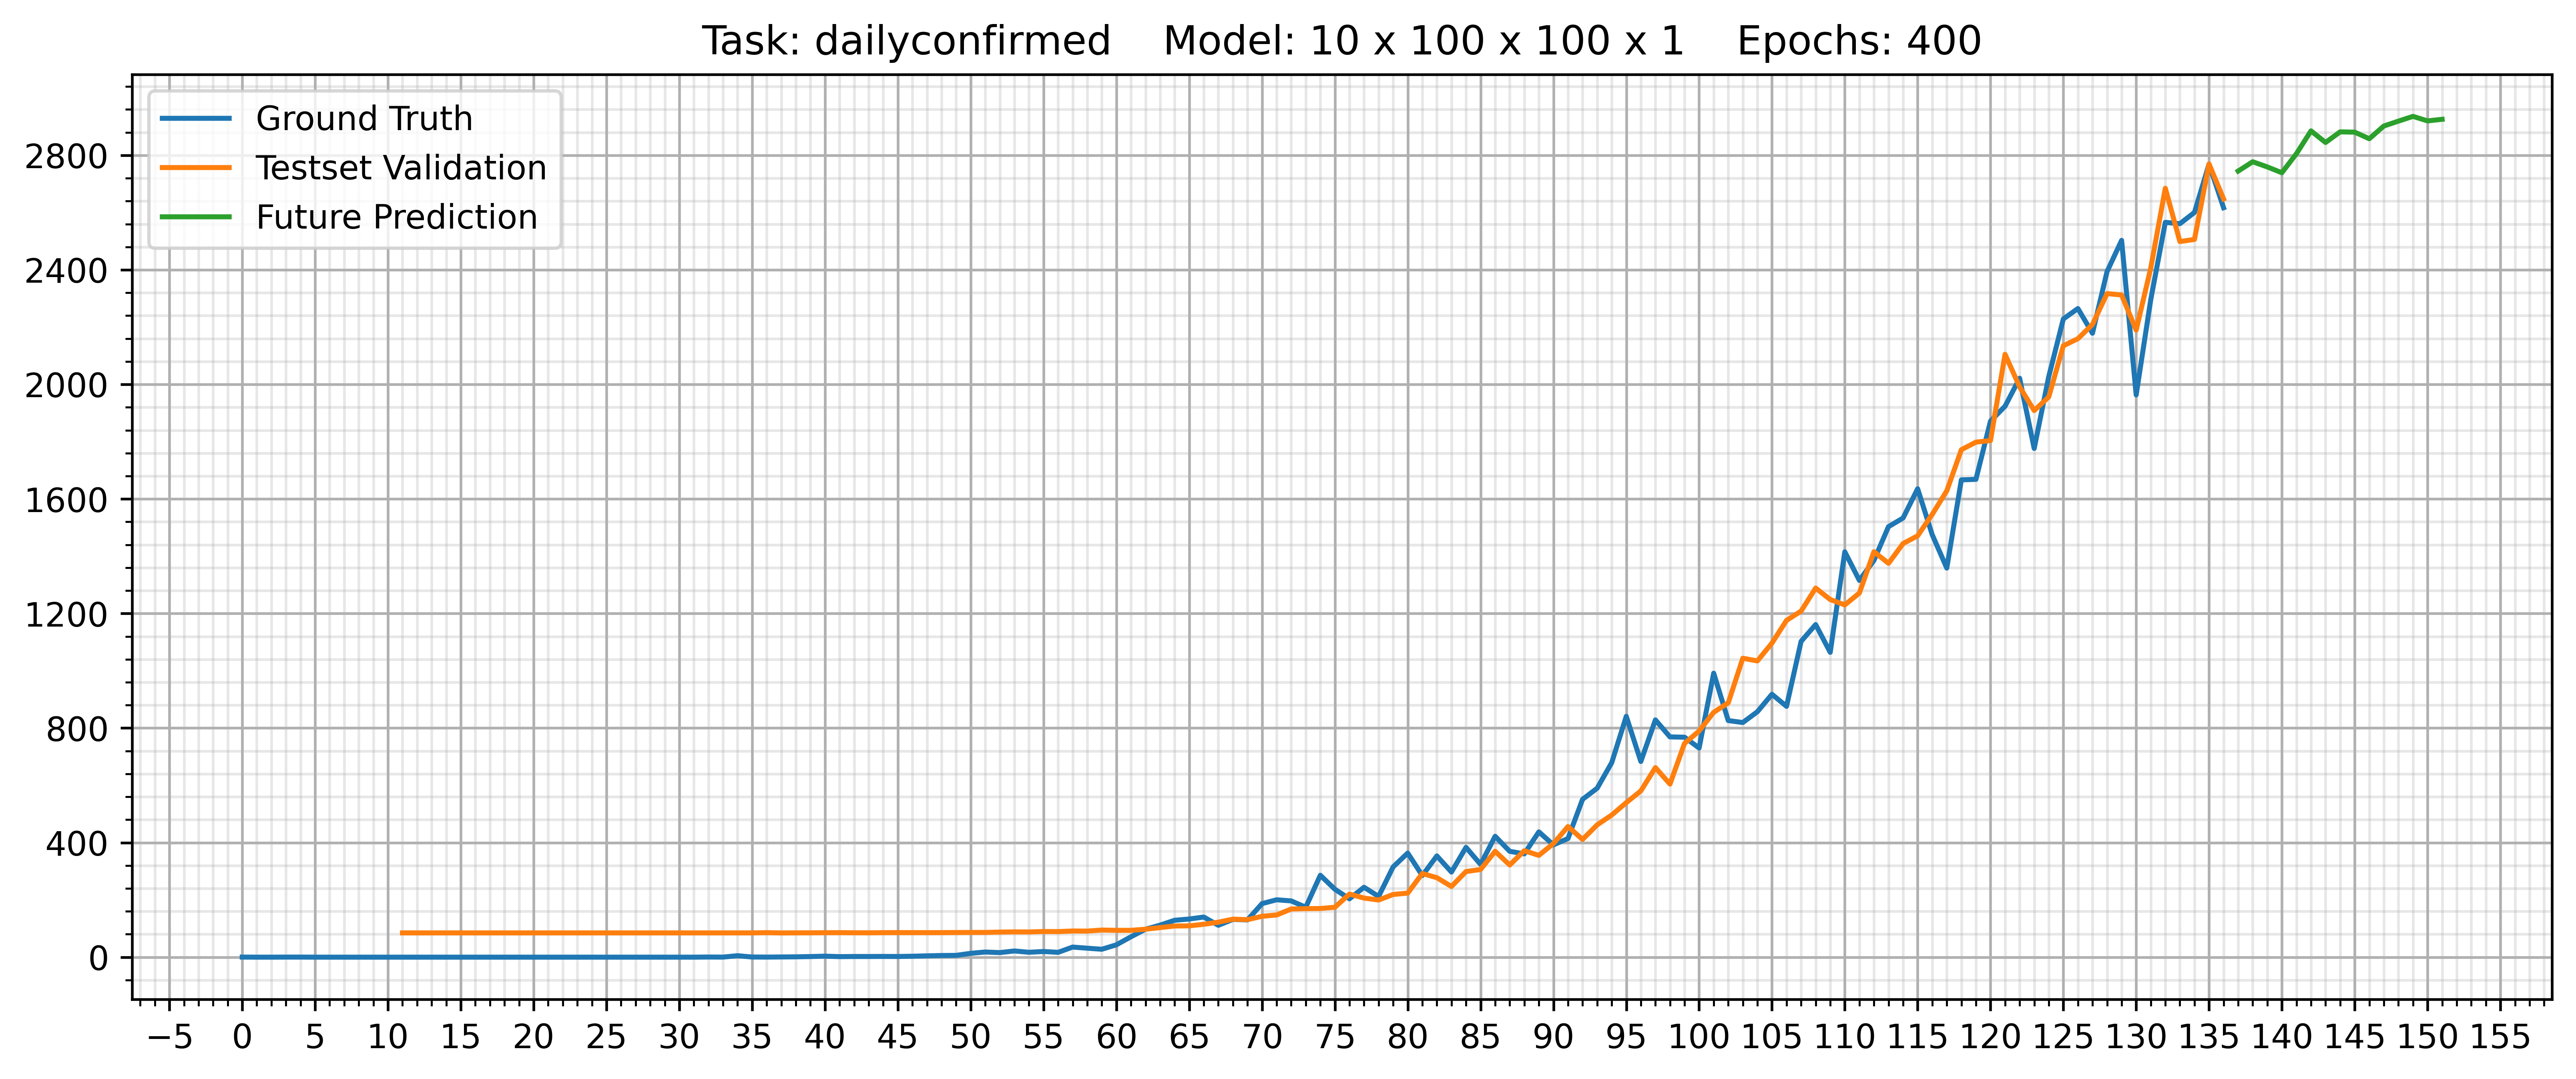 Task: dailyconfirmed    Model: 10 x 100 x 100 x 1    Epochs: 400
Ground Truth
Testset Validation
Future Prediction
2800
2400
2000
1600
1200
800
400
0
−5 0 5 10 15 20 25 30 35 40 45 50 55 60 65 70 75 80 85 90 95 100 105 110 115 120 125 130 135 140 145 150 155